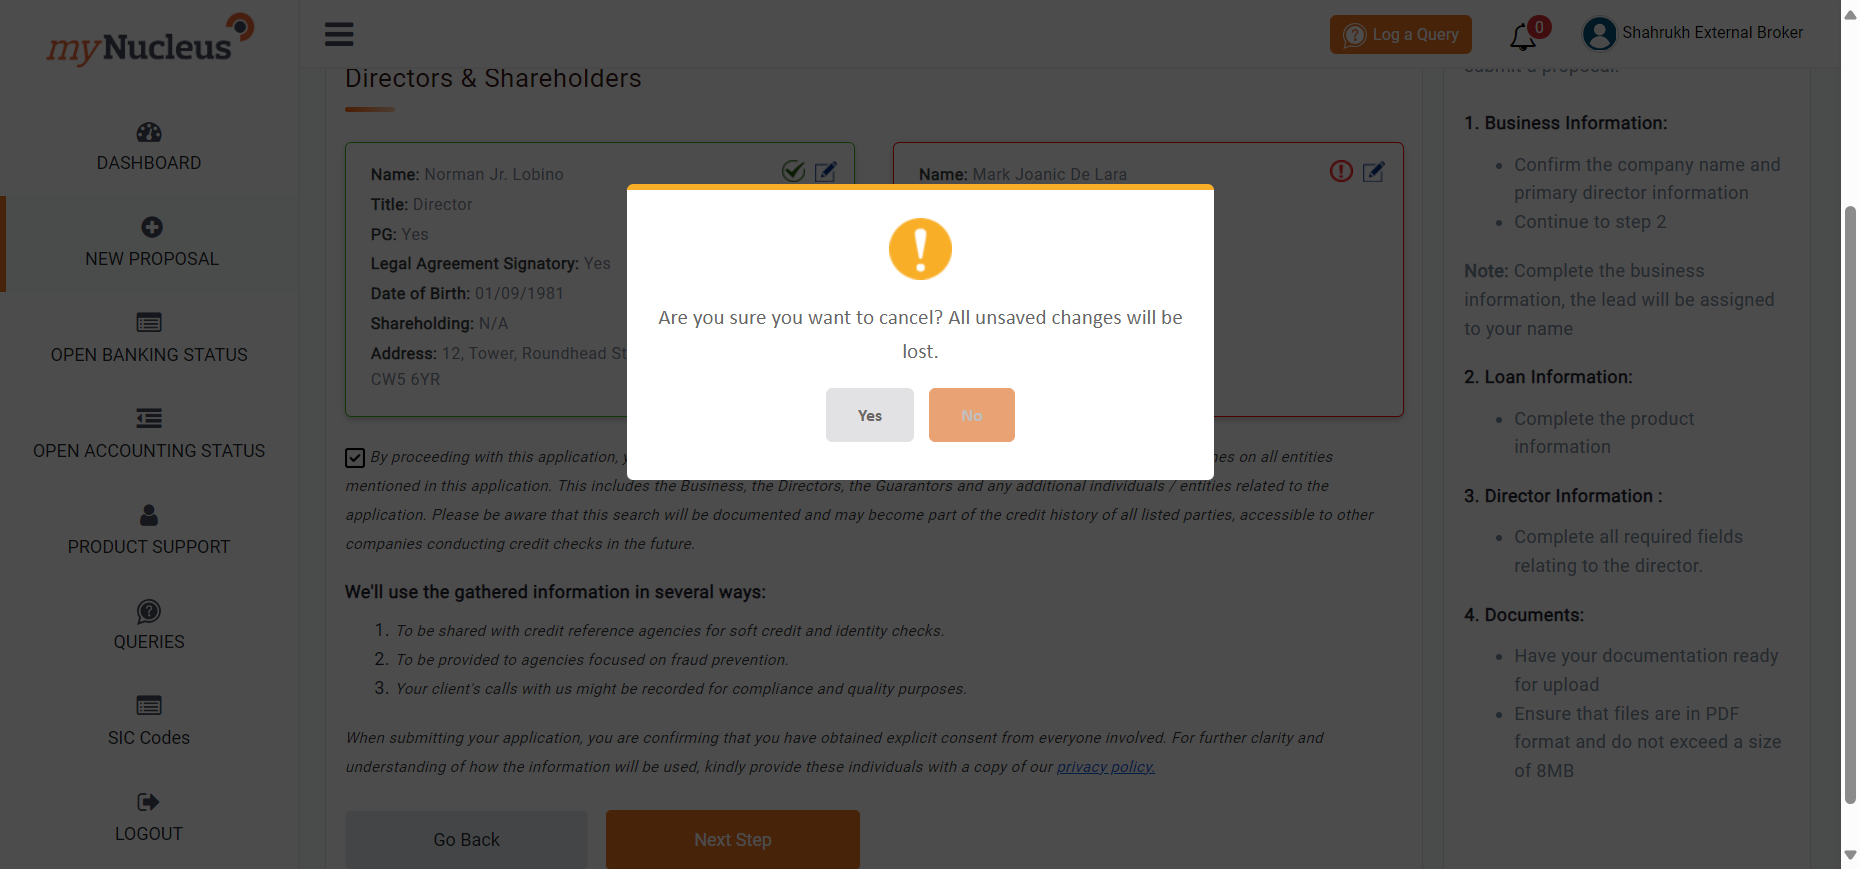 myNucleus
Log a Query
0
Shahrukh External Broker
DASHBOARD
NEW PROPOSAL
OPEN BANKING STATUS
OPEN ACCOUNTING STATUS
PRODUCT SUPPORT
QUERIES
SIC Codes
LOGOUT
Directors & Shareholders
Name: Norman Jr. Lobino
Title: Director
PG: Yes
Legal Agreement Signatory: Yes
Date of Birth: 01/09/1981
Shareholding: N/A
Address: 12, Tower, Roundhead
CW5 6YR
Name: Mark Joanic De Lara
Are you sure you want to cancel? All unsaved changes will be
lost.
Yes
No
By proceeding with this application, on all entities
mentioned in this application. This includes the Business, the Directors, the Guarantors and any additional individuals / entities related to the
application. Please be aware that this search will be documented and may become part of the credit history of all listed parties, accessible to other
companies conducting credit checks in the future.
We'll use the gathered information in several ways:
1. To be shared with credit reference agencies for soft credit and identity checks.
2. To be provided to agencies focused on fraud prevention.
3. Your client's calls with us might be recorded for compliance and quality purposes.
When submitting your application, you are confirming that you have obtained explicit consent from everyone involved. For further clarity and
understanding of how the information will be used, kindly provide these individuals with a copy of our privacy policy.
Go Back
Next Step
submit a proposal.
1. Business Information:
• Confirm the company name and
primary director information
• Continue to step 2
Note: Complete the business
information, the lead will be assigned
to your name
2. Loan Information:
• Complete the product
information
3. Director Information :
• Complete all required fields
relating to the director.
4. Documents:
• Have your documentation ready
for upload
• Ensure that files are in PDF
format and do not exceed a size
of 8MB